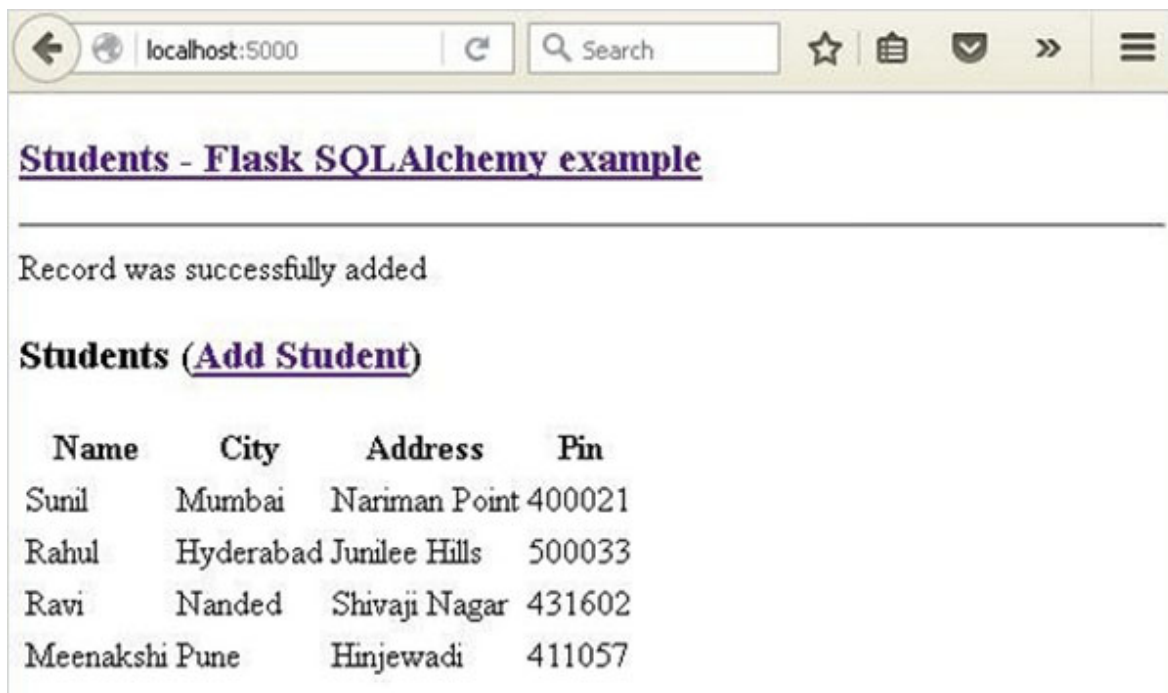 localhost:5000 Search
Students - Flask SQLAlchemy example
Record was successfully added
Students (Add Student)
Name City Address Pin
Sunil Mumbai Nariman Point 400021
Rahul Hyderabad Junilee Hills 500033
Ravi Nanded Shivaji Nagar 431602
Meenakshi Pune Hinjewadi 411057